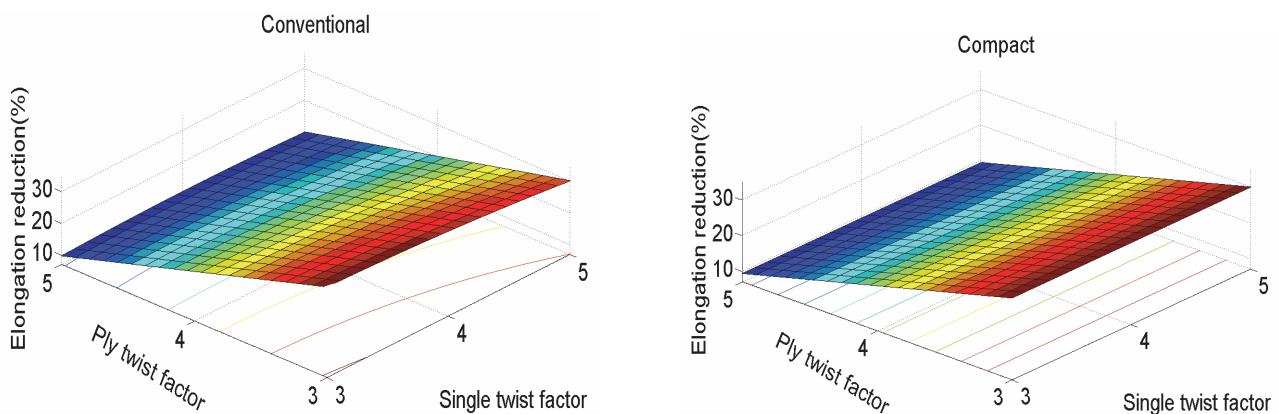 Conventional
Elongation reduction(%)
30
20
10
5
4
3
Ply twist factor
3
4
5
Single twist factor
Compact
Elongation reduction(%)
30
20
10
5
4
3
Ply twist factor
3
4
5
Single twist factor